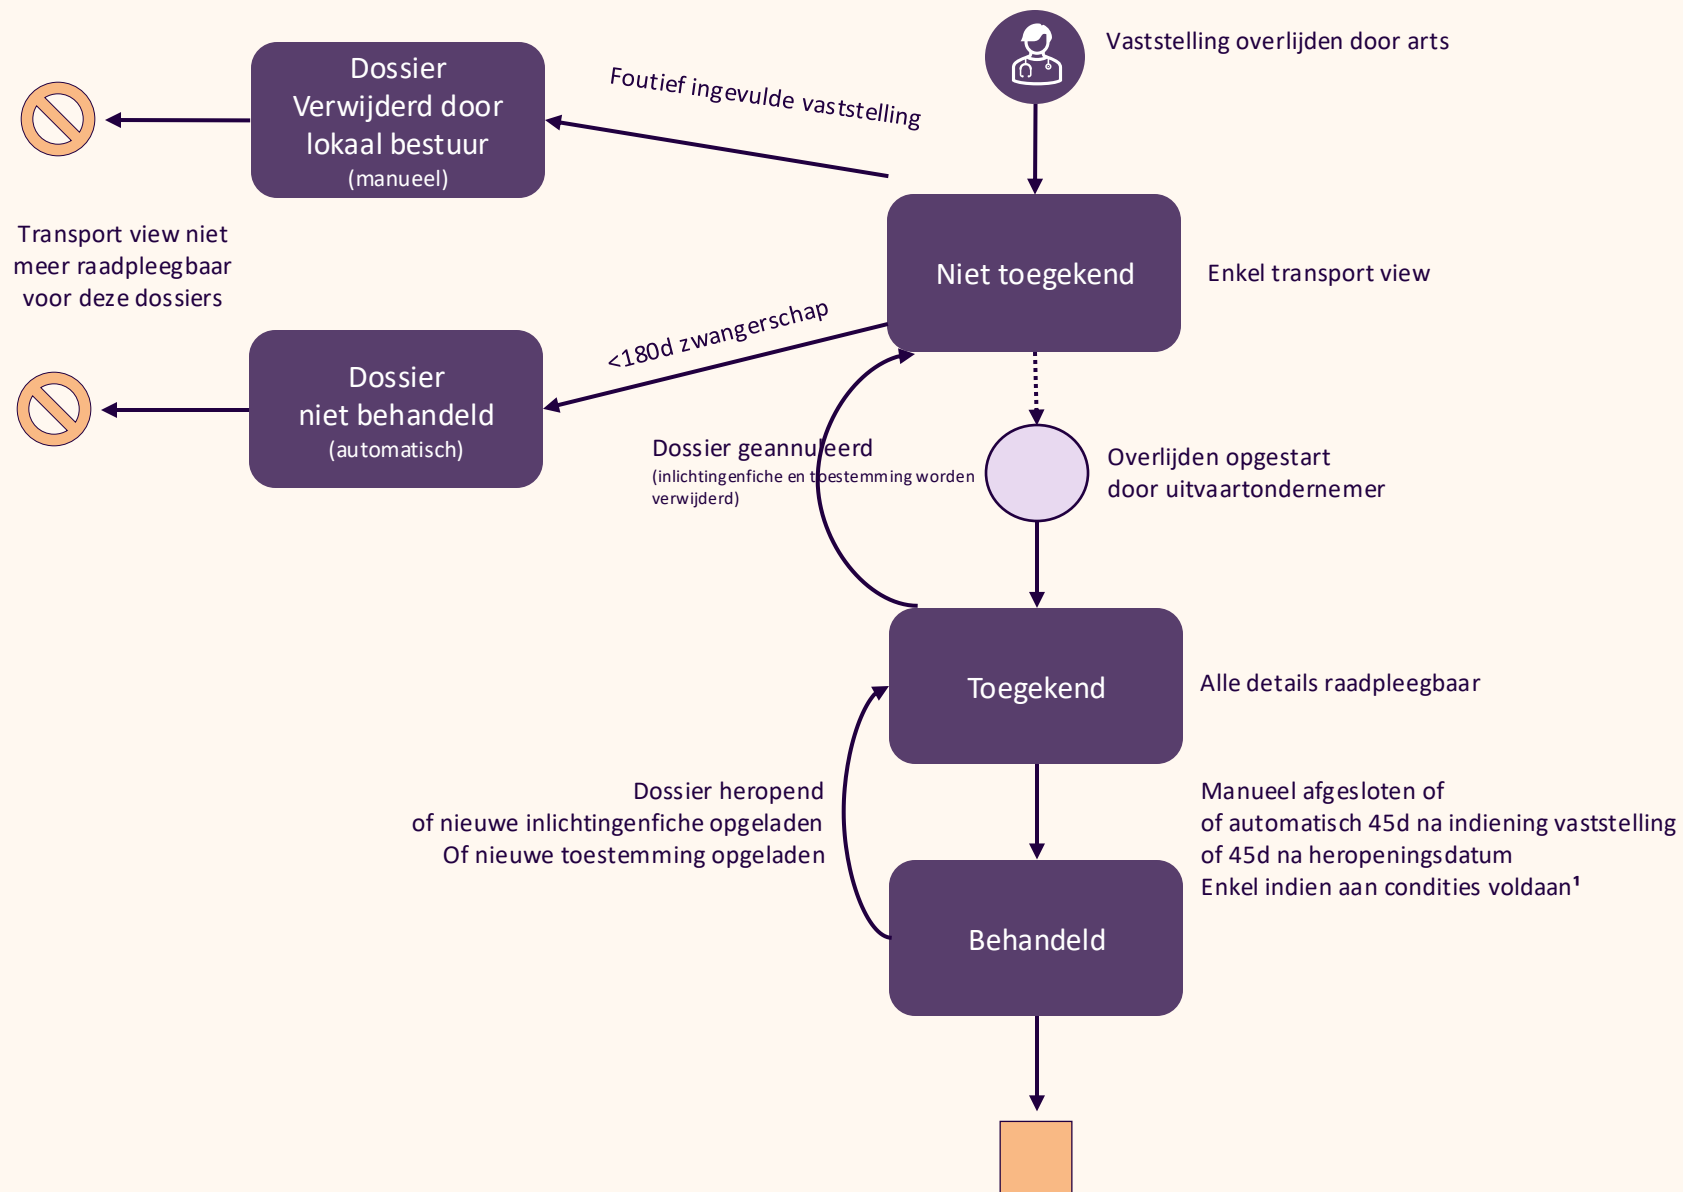 Vaststelling overlijden door arts
Dossier
Verwijderd door
lokaal bestuur
(manueel)
Foutief ingevulde vaststelling
Transport view niet
meer raadpleegbaar
voor deze dossiers
Niet toegekend
Enkel transport view
<180d zwangerschap
Dossier
niet behandeld
(automatisch)
Dossier geannuleerd
(inlichtingenfiche en toestemming worden
verwijderd)
Overlijden opgestart
door uitvaartondernemer
Toegekend
Alle details raadpleegbaar
Dossier heropend
of nieuwe inlichtingenfiche opgeladen
Of nieuwe toestemming opgeladen
Manueel afgesloten of
of automatisch 45d na indiening vaststelling
of 45d na heropeningsdatum
Enkel indien aan condities voldaan¹
Behandeld